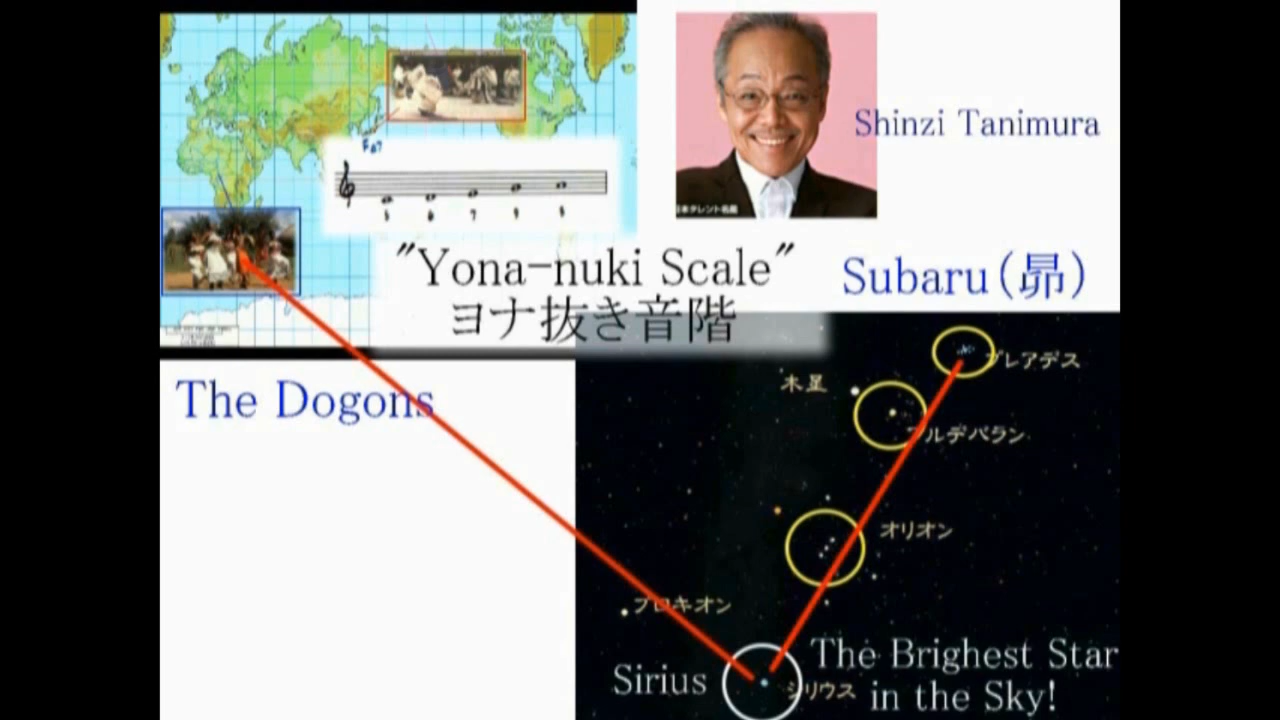 Shinzi Tanimura
"Yona-nuki Scale"
ヨナ抜き音階
Subaru(昴)
The Dogons
プレアデス
木星
アルデバラン
オリオン
プロキオン
Sirius
シリウス
The Brighest Star
in the Sky!